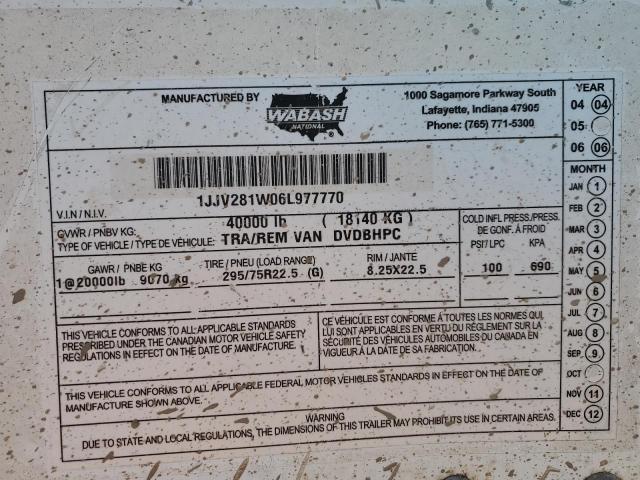 MANUFACTURED BY
WABASH
NATIONAL
1000 Sagamore Parkway South
Lafayette, Indiana 47905
Phone: (765) 771-5300
YEAR
04 04
05
06 06
V.I.N / N.I.V.
1JJV281W06L977770
GVWR / PNBV KG:
40000 lb ( 18140 KG )
TYPE OF VEHICLE / TYPE DE VÉHICULE: TRA/REM VAN DVDBHPC
COLD INFL PRESS./PRESS.
DE GONF. À FROID
PSI / LPC KPA
100 690
GAWR / PNBE KG
1@20000lb 9070 kg
TIRE / PNEU (LOAD RANGE)
295/75R22.5 (G)
RIM / JANTE
8.25X22.5
THIS VEHICLE CONFORMS TO ALL APPLICABLE STANDARDS
PRESCRIBED UNDER THE CANADIAN MOTOR VEHICLE SAFETY
REGULATIONS IN EFFECT ON THE DATE OF MANUFACTURE.
CE VÉHICULE EST CONFORME À TOUTES LES NORMES QUI
LUI SONT APPLICABLES EN VERTU DU RÉGLEMENT SUR LA
SÉCURITÉ DES VÉHICULES AUTOMOBILES DU CANADA EN
VIGUEUR À LA DATE DE SA FABRICATION.
THIS VEHICLE CONFORMS TO ALL APPLICABLE FEDERAL MOTOR VEHICLES STANDARDS IN EFFECT ON THE DATE OF
MANUFACTURE SHOWN ABOVE.
WARNING
DUE TO STATE AND LOCAL REGULATIONS, THE DIMENSIONS OF THIS TRAILER MAY PROHIBIT ITS USE IN CERTAIN AREAS.
MONTH
JAN 1
FEB 2
MAR 3
APR 4
MAY 5
JUN 6
JUL 7
AUG 8
SEP 9
OCT
NOV 11
DEC 12